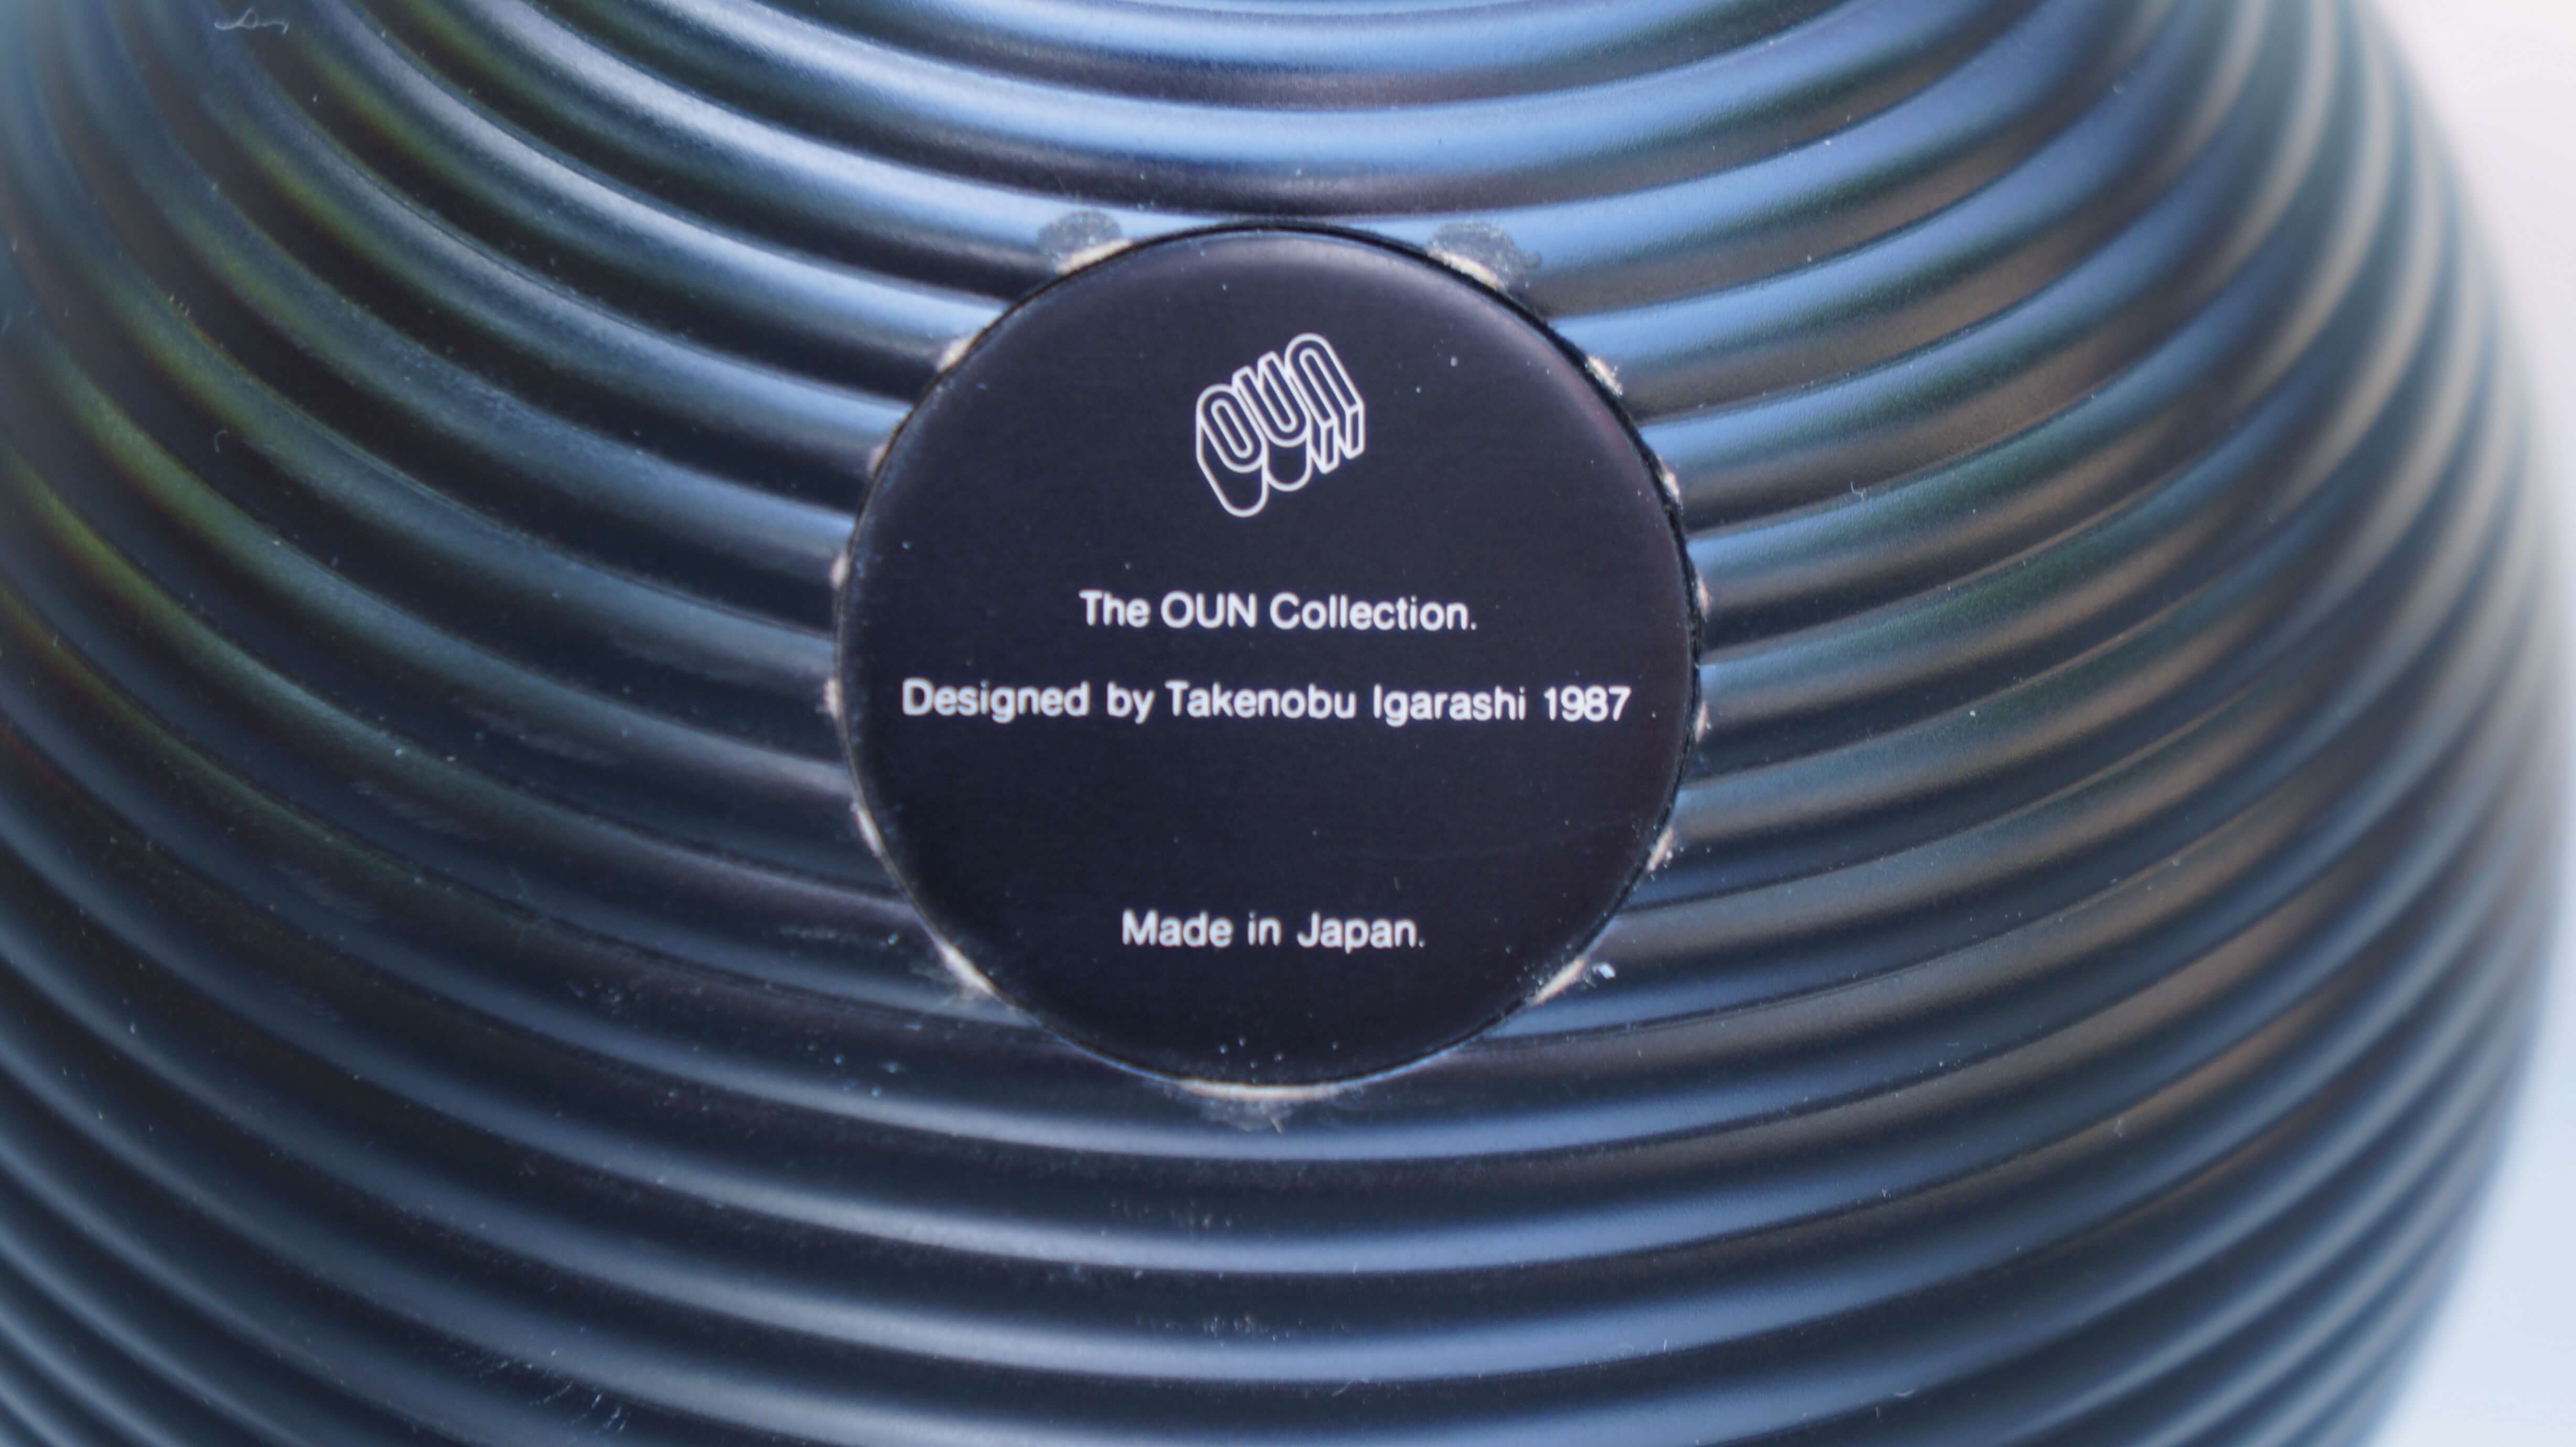 OUN
The OUN Collection.
Designed by Takenobu Igarashi 1987
Made in Japan.